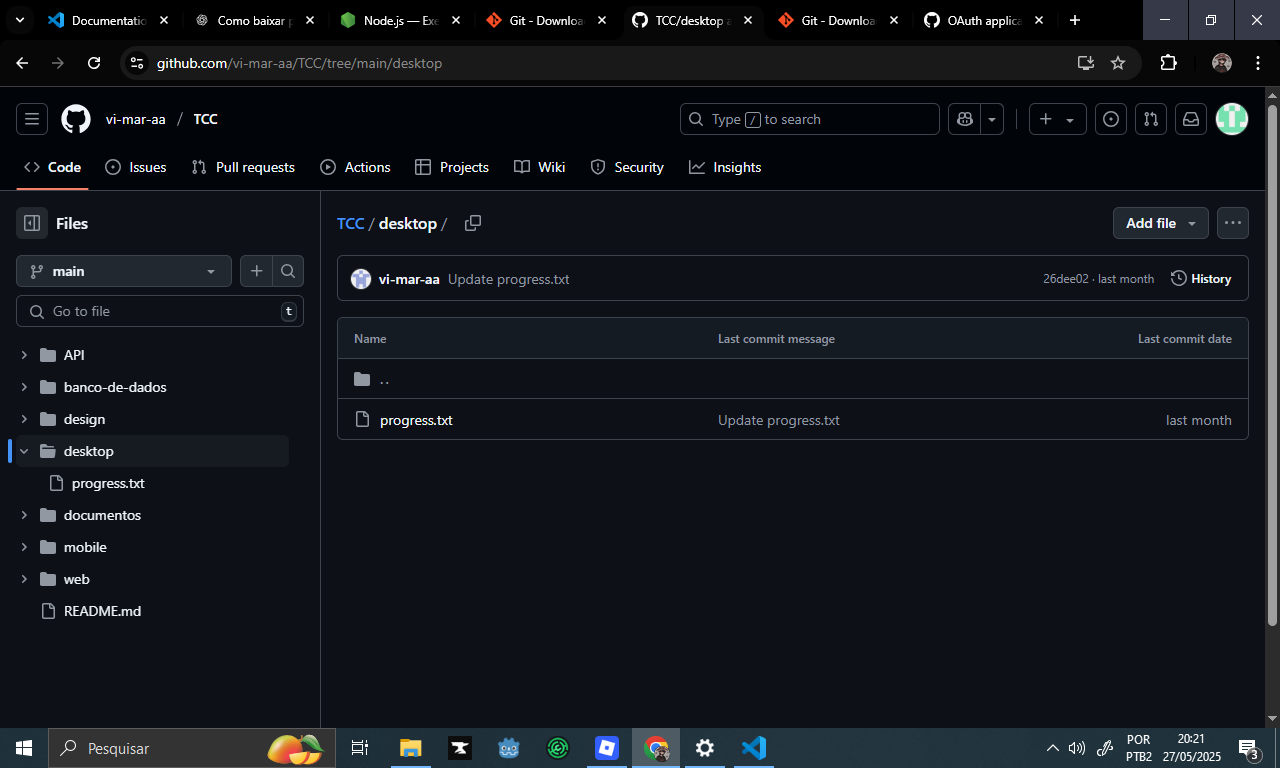 Documentatio
Como baixar p
Node.js — Exe
Git - Downloa
TCC/desktop a
Git - Downloa
OAuth applica
github.com/vi-mar-aa/TCC/tree/main/desktop
vi-mar-aa / TCC
Type / to search
Code
Issues
Pull requests
Actions
Projects
Wiki
Security
Insights
Files
TCC / desktop /
Add file
main
vi-mar-aa Update progress.txt
26dee02 · last month
History
Go to file
t
Name
Last commit message
Last commit date
API
..
banco-de-dados
design
progress.txt
Update progress.txt
last month
desktop
progress.txt
documentos
mobile
web
README.md
Pesquisar
POR
PTB2
20:21
27/05/2025
3